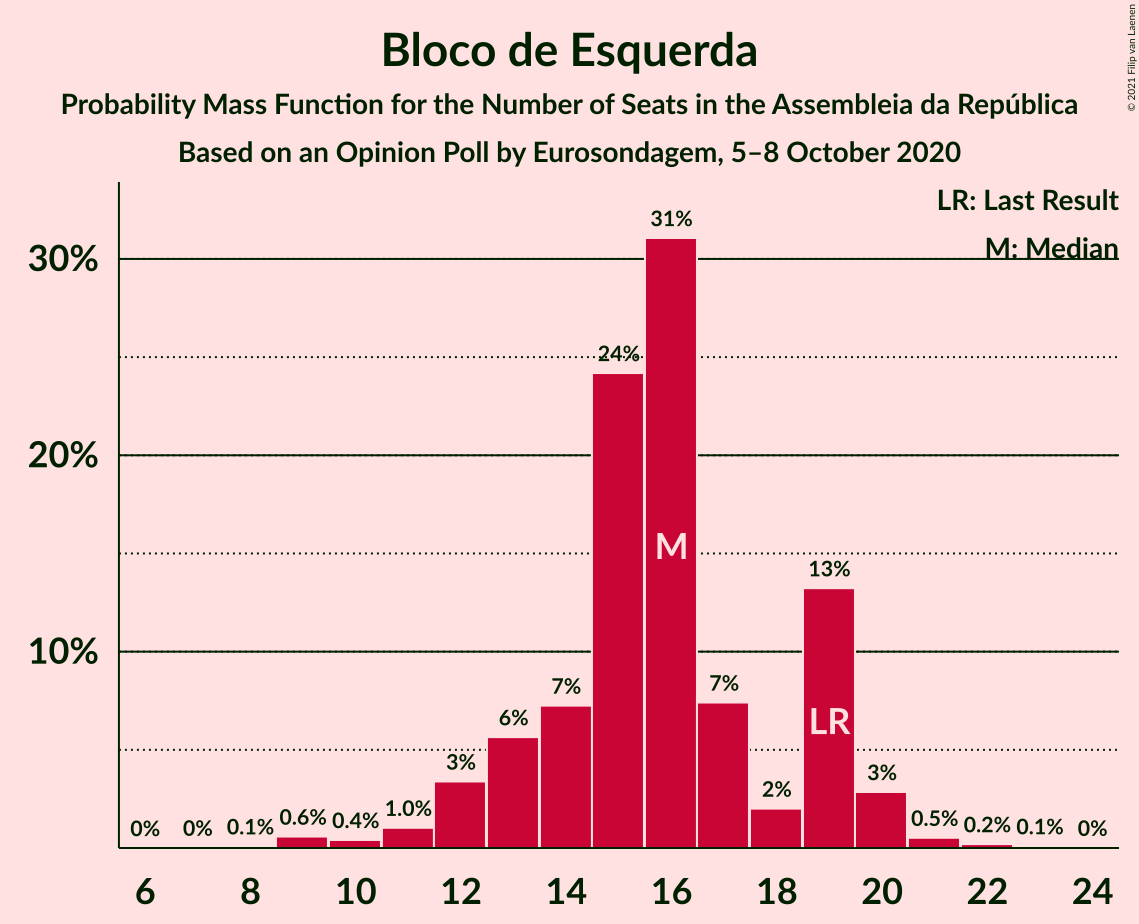 Bloco de Esquerda
Probability Mass Function for the Number of Seats in the Assembleia da República
Based on an Opinion Poll by Eurosondagem, 5–8 October 2020
© 2021 Filip van Laenen
LR: Last Result
M: Median
30%
20%
10%
0%
0%
0.1%
0.6%
0.4%
1.0%
3%
6%
7%
24%
31%
7%
2%
13%
3%
0.5%
0.2%
0.1%
0%
M
LR
6 8 10 12 14 16 18 20 22 24